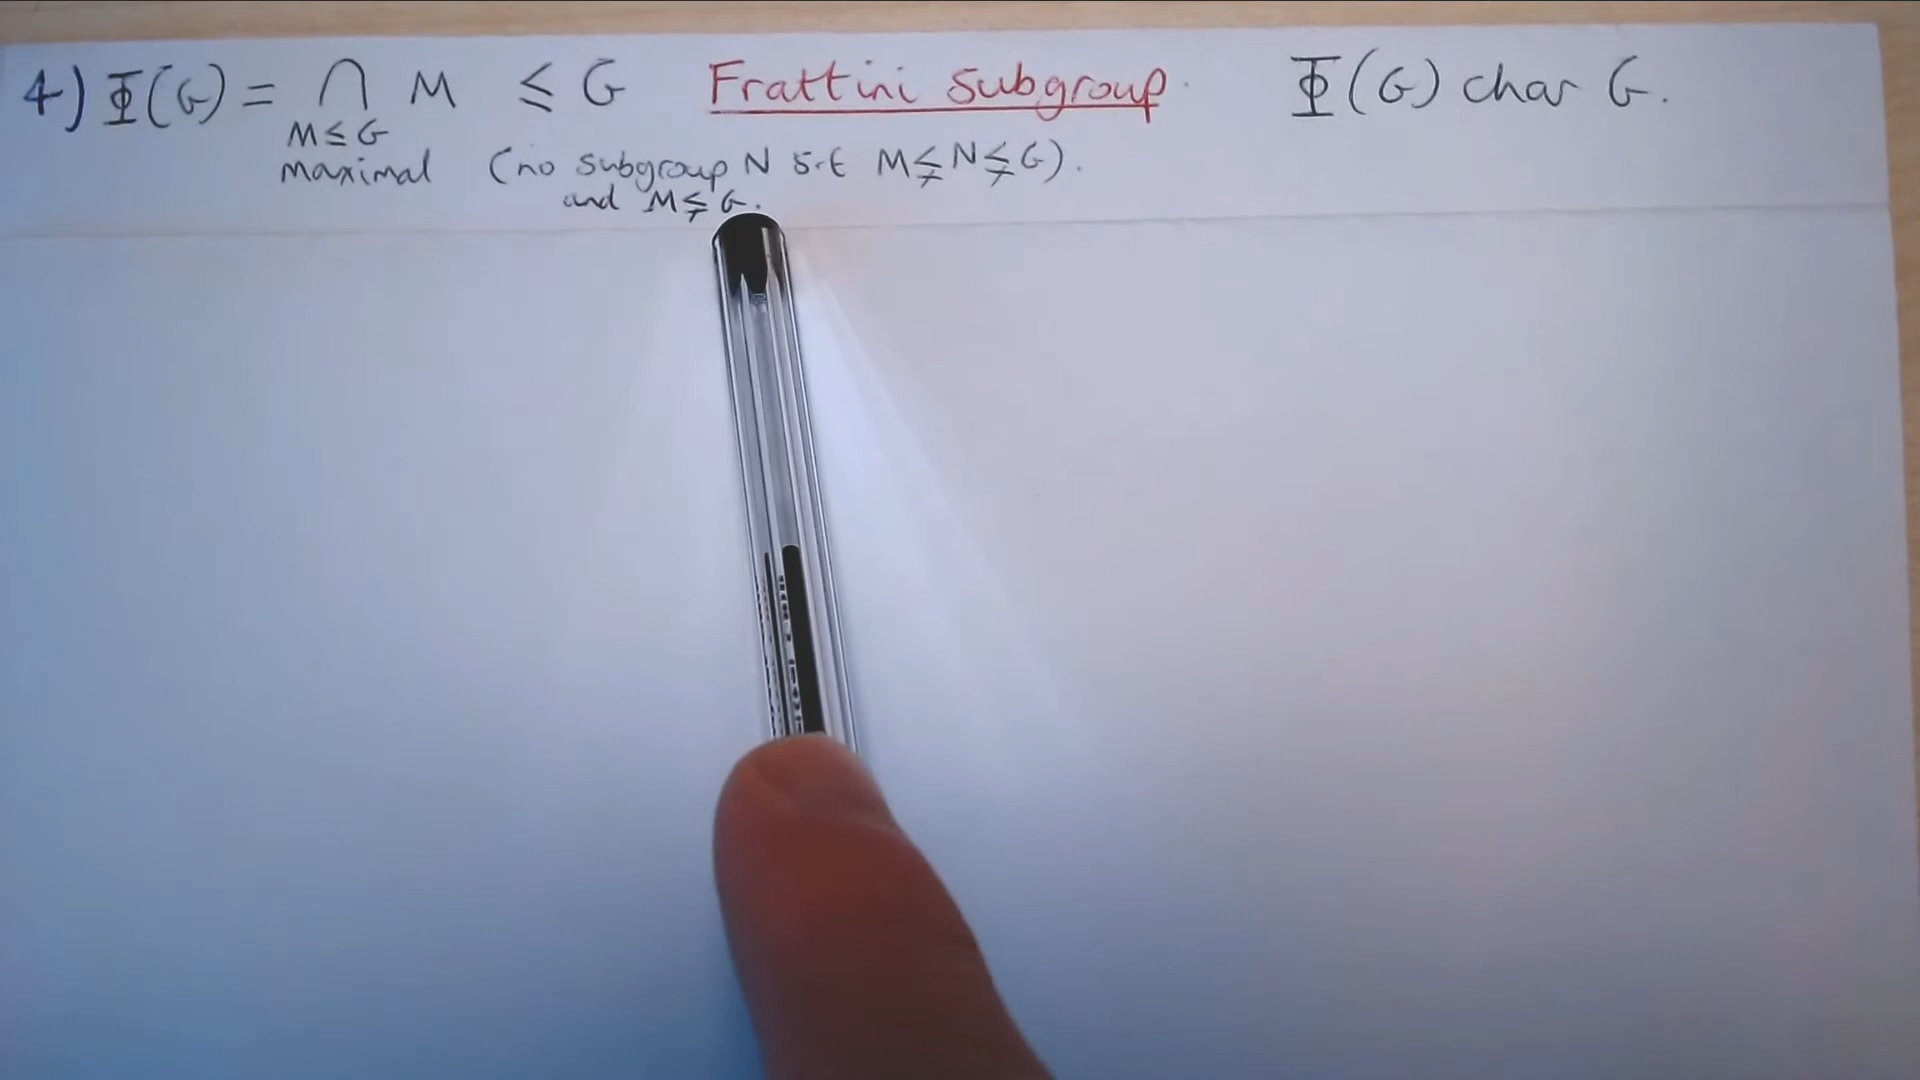 4) Φ(G) = ∩ M ≤ G Frattini Subgroup. Φ(G) char G.
M ≤ G
maximal (no subgroup N s.t M ⪇ N ⪇ G).
and M ⪇ G.